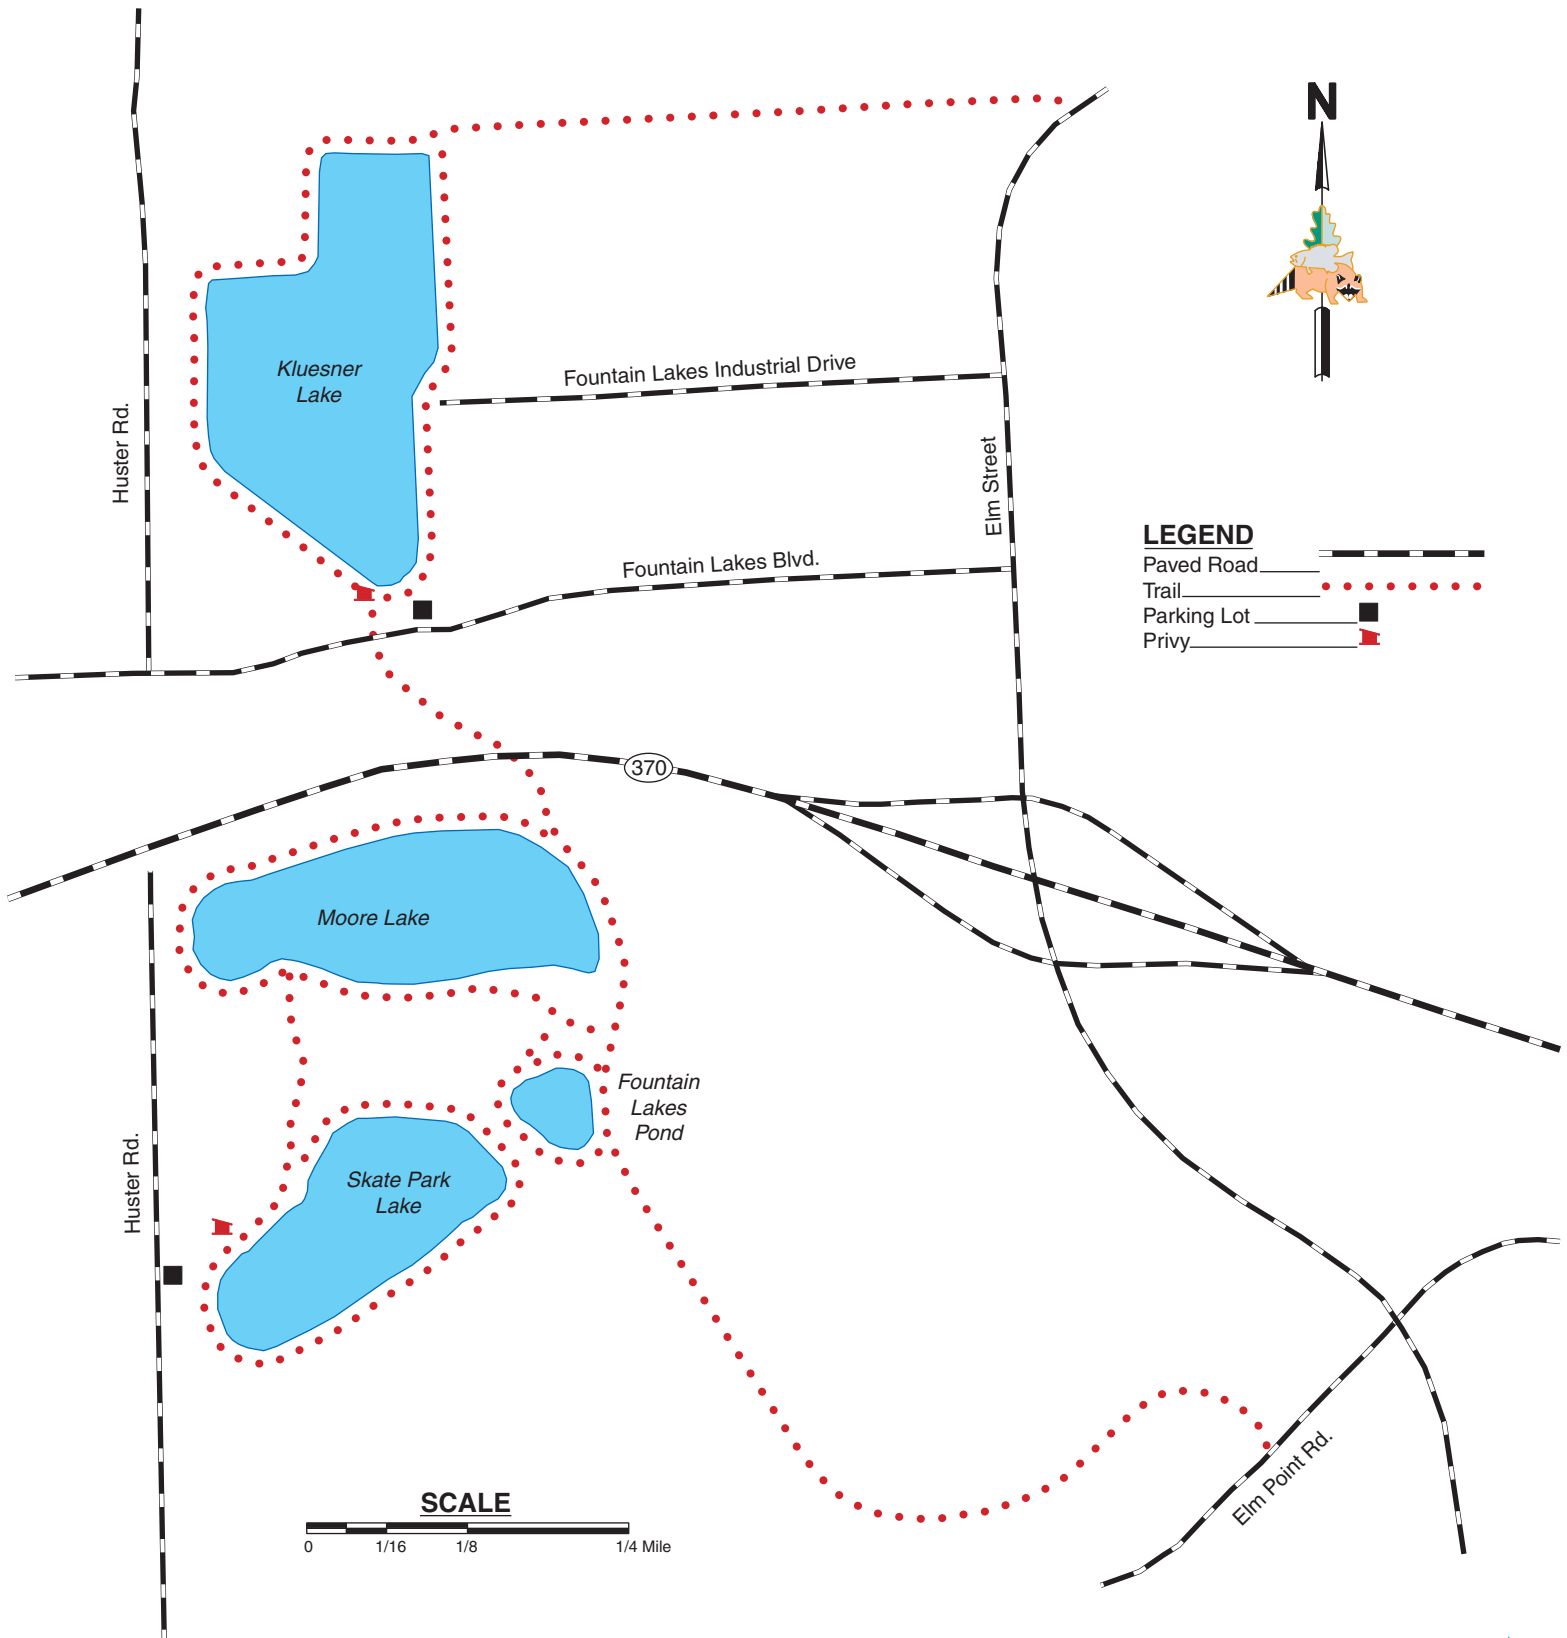 N
Kluesner
Lake
Fountain Lakes Industrial Drive
Huster Rd.
Elm Street
LEGEND
Paved Road
Trail
Parking Lot
Privy
Fountain Lakes Blvd.
370
Moore Lake
Fountain
Lakes
Pond
Skate Park
Lake
Huster Rd.
Elm Point Rd.
SCALE
0 1/16 1/8 1/4 Mile